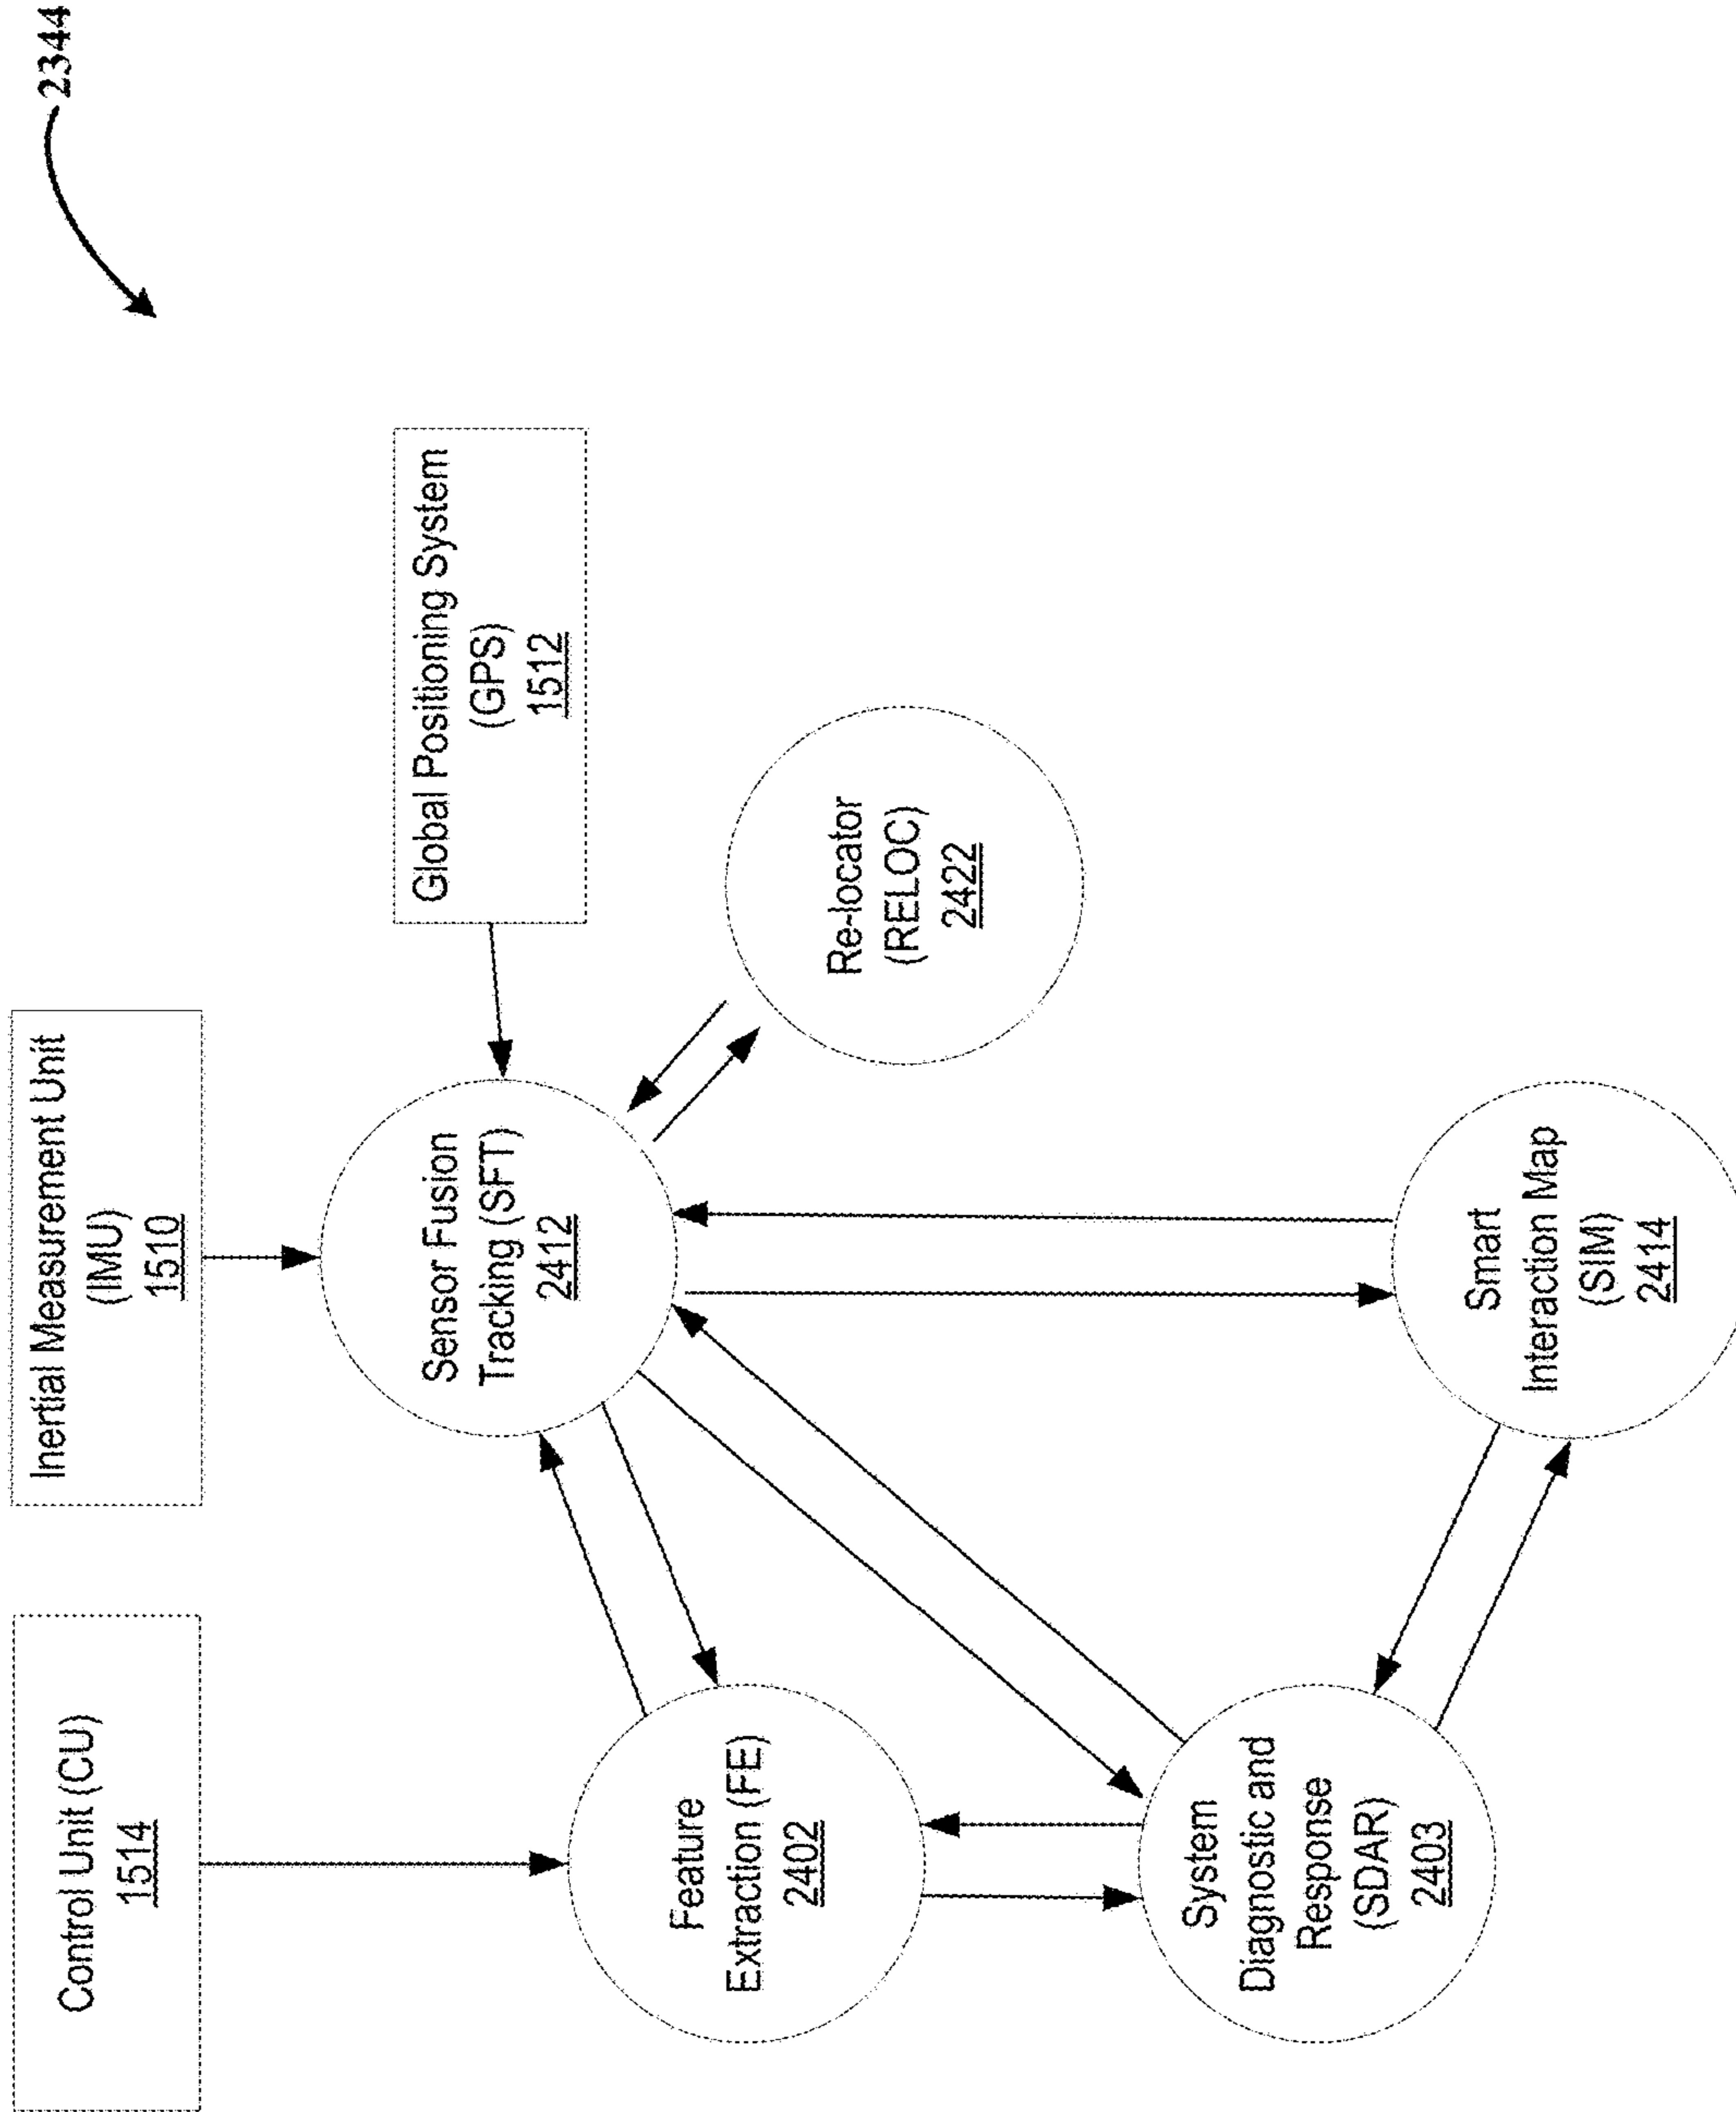 2344
Control Unit (CU)
1514
Inertial Measurement Unit
(IMU)
1510
Global Positioning System
(GPS)
1512
Sensor Fusion
Tracking (SFT)
2412
Feature
Extraction (FE)
2402
Re-locator
(RELOC)
2422
System
Diagnostic and
Response
(SDAR)
2403
Smart
Interaction Map
(SIM)
2414